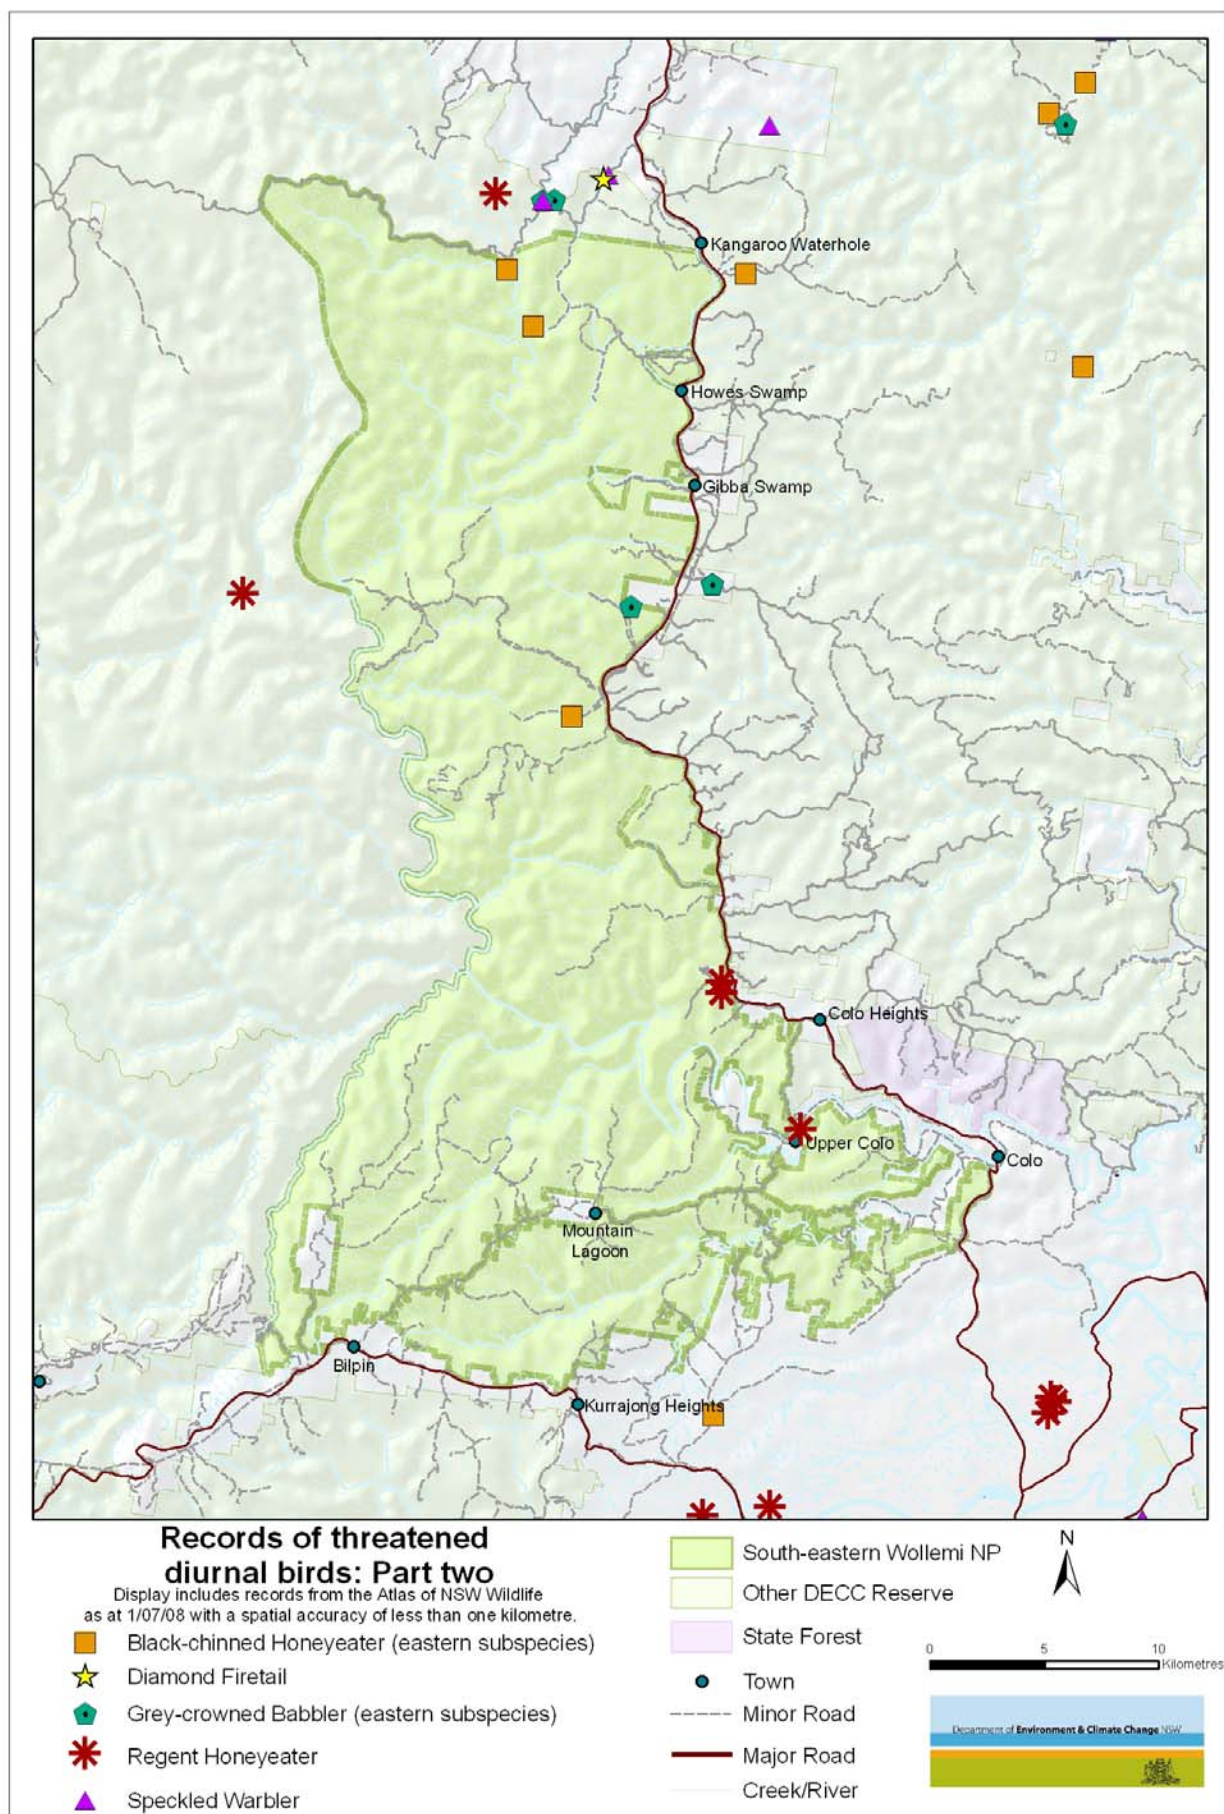 Kangaroo Waterhole
Howes Swamp
Gibba Swamp
Colo Heights
Upper Colo
Colo
Mountain
Lagoon
Bilpin
Kurrajong Heights
Records of threatened
diurnal birds: Part two
Display includes records from the Atlas of NSW Wildlife
as at 1/07/08 with a spatial accuracy of less than one kilometre.
Black-chinned Honeyeater (eastern subspecies)
Diamond Firetail
Grey-crowned Babbler (eastern subspecies)
Regent Honeyeater
Speckled Warbler
South-eastern Wollemi NP
Other DECC Reserve
State Forest
Town
Minor Road
Major Road
Creek/River
N
0 5 10
Kilometres
Department of Environment & Climate Change NSW